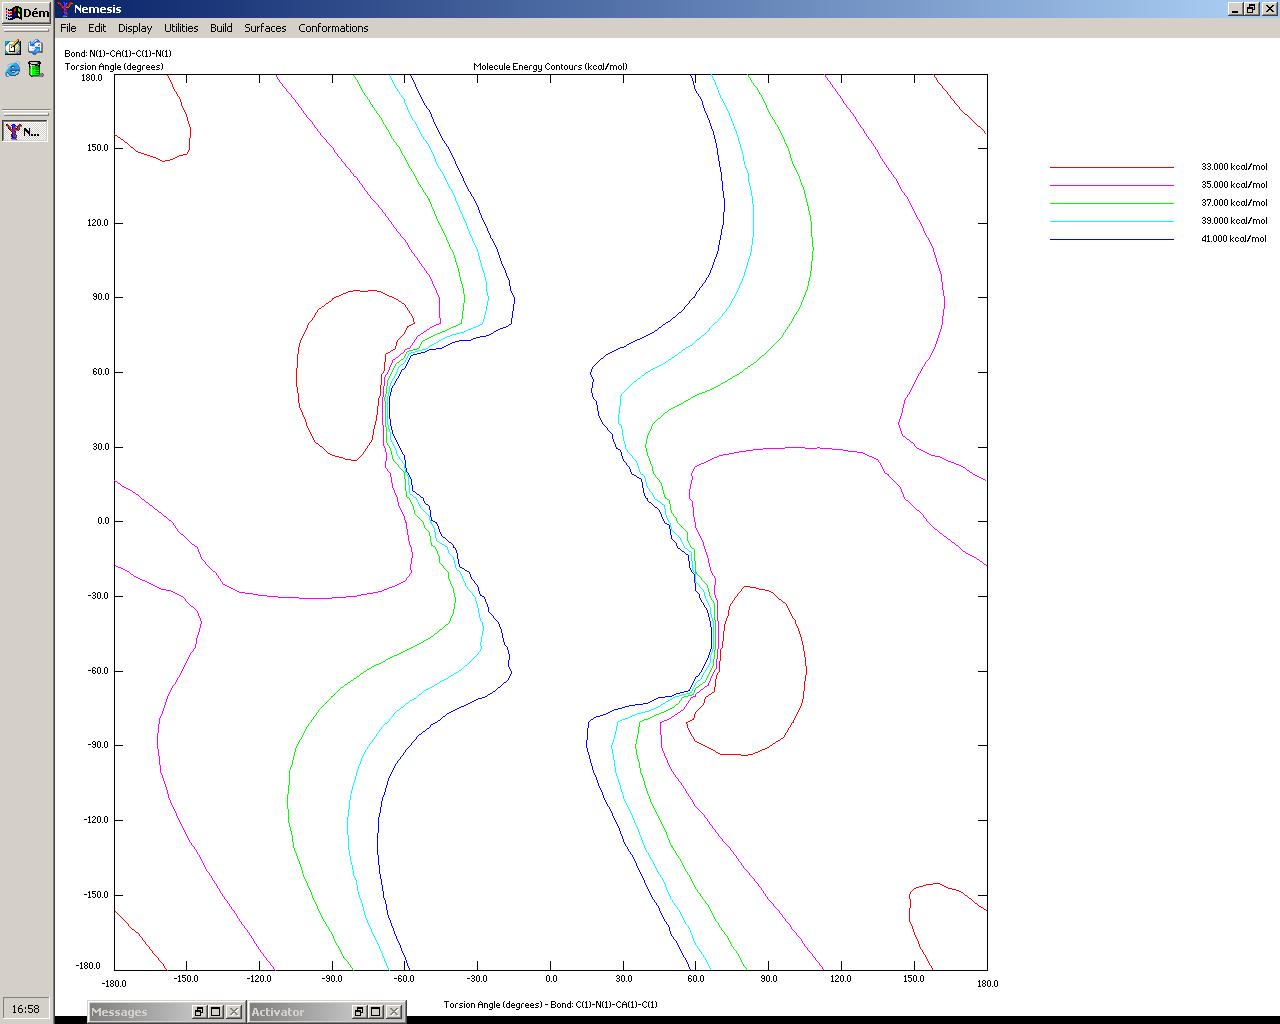 Dém
Nemesis
File Edit Display Utilities Build Surfaces Conformations
N...
Bond: N(1)-CA(1)-C(1)-N(1)
Torsion Angle (degrees)
Molecule Energy Contours (kcal/mol)
180.0
150.0
120.0
90.0
60.0
30.0
0.0
-30.0
-60.0
-90.0
-120.0
-150.0
-180.0
33.000 kcal/mol
35.000 kcal/mol
37.000 kcal/mol
39.000 kcal/mol
41.000 kcal/mol
-180.0 -150.0 -120.0 -90.0 -60.0 -30.0 0.0 30.0 60.0 90.0 120.0 150.0 180.0
Torsion Angle (degrees) - Bond: C(1)-N(1)-CA(1)-C(1)
16:58
Messages
Activator